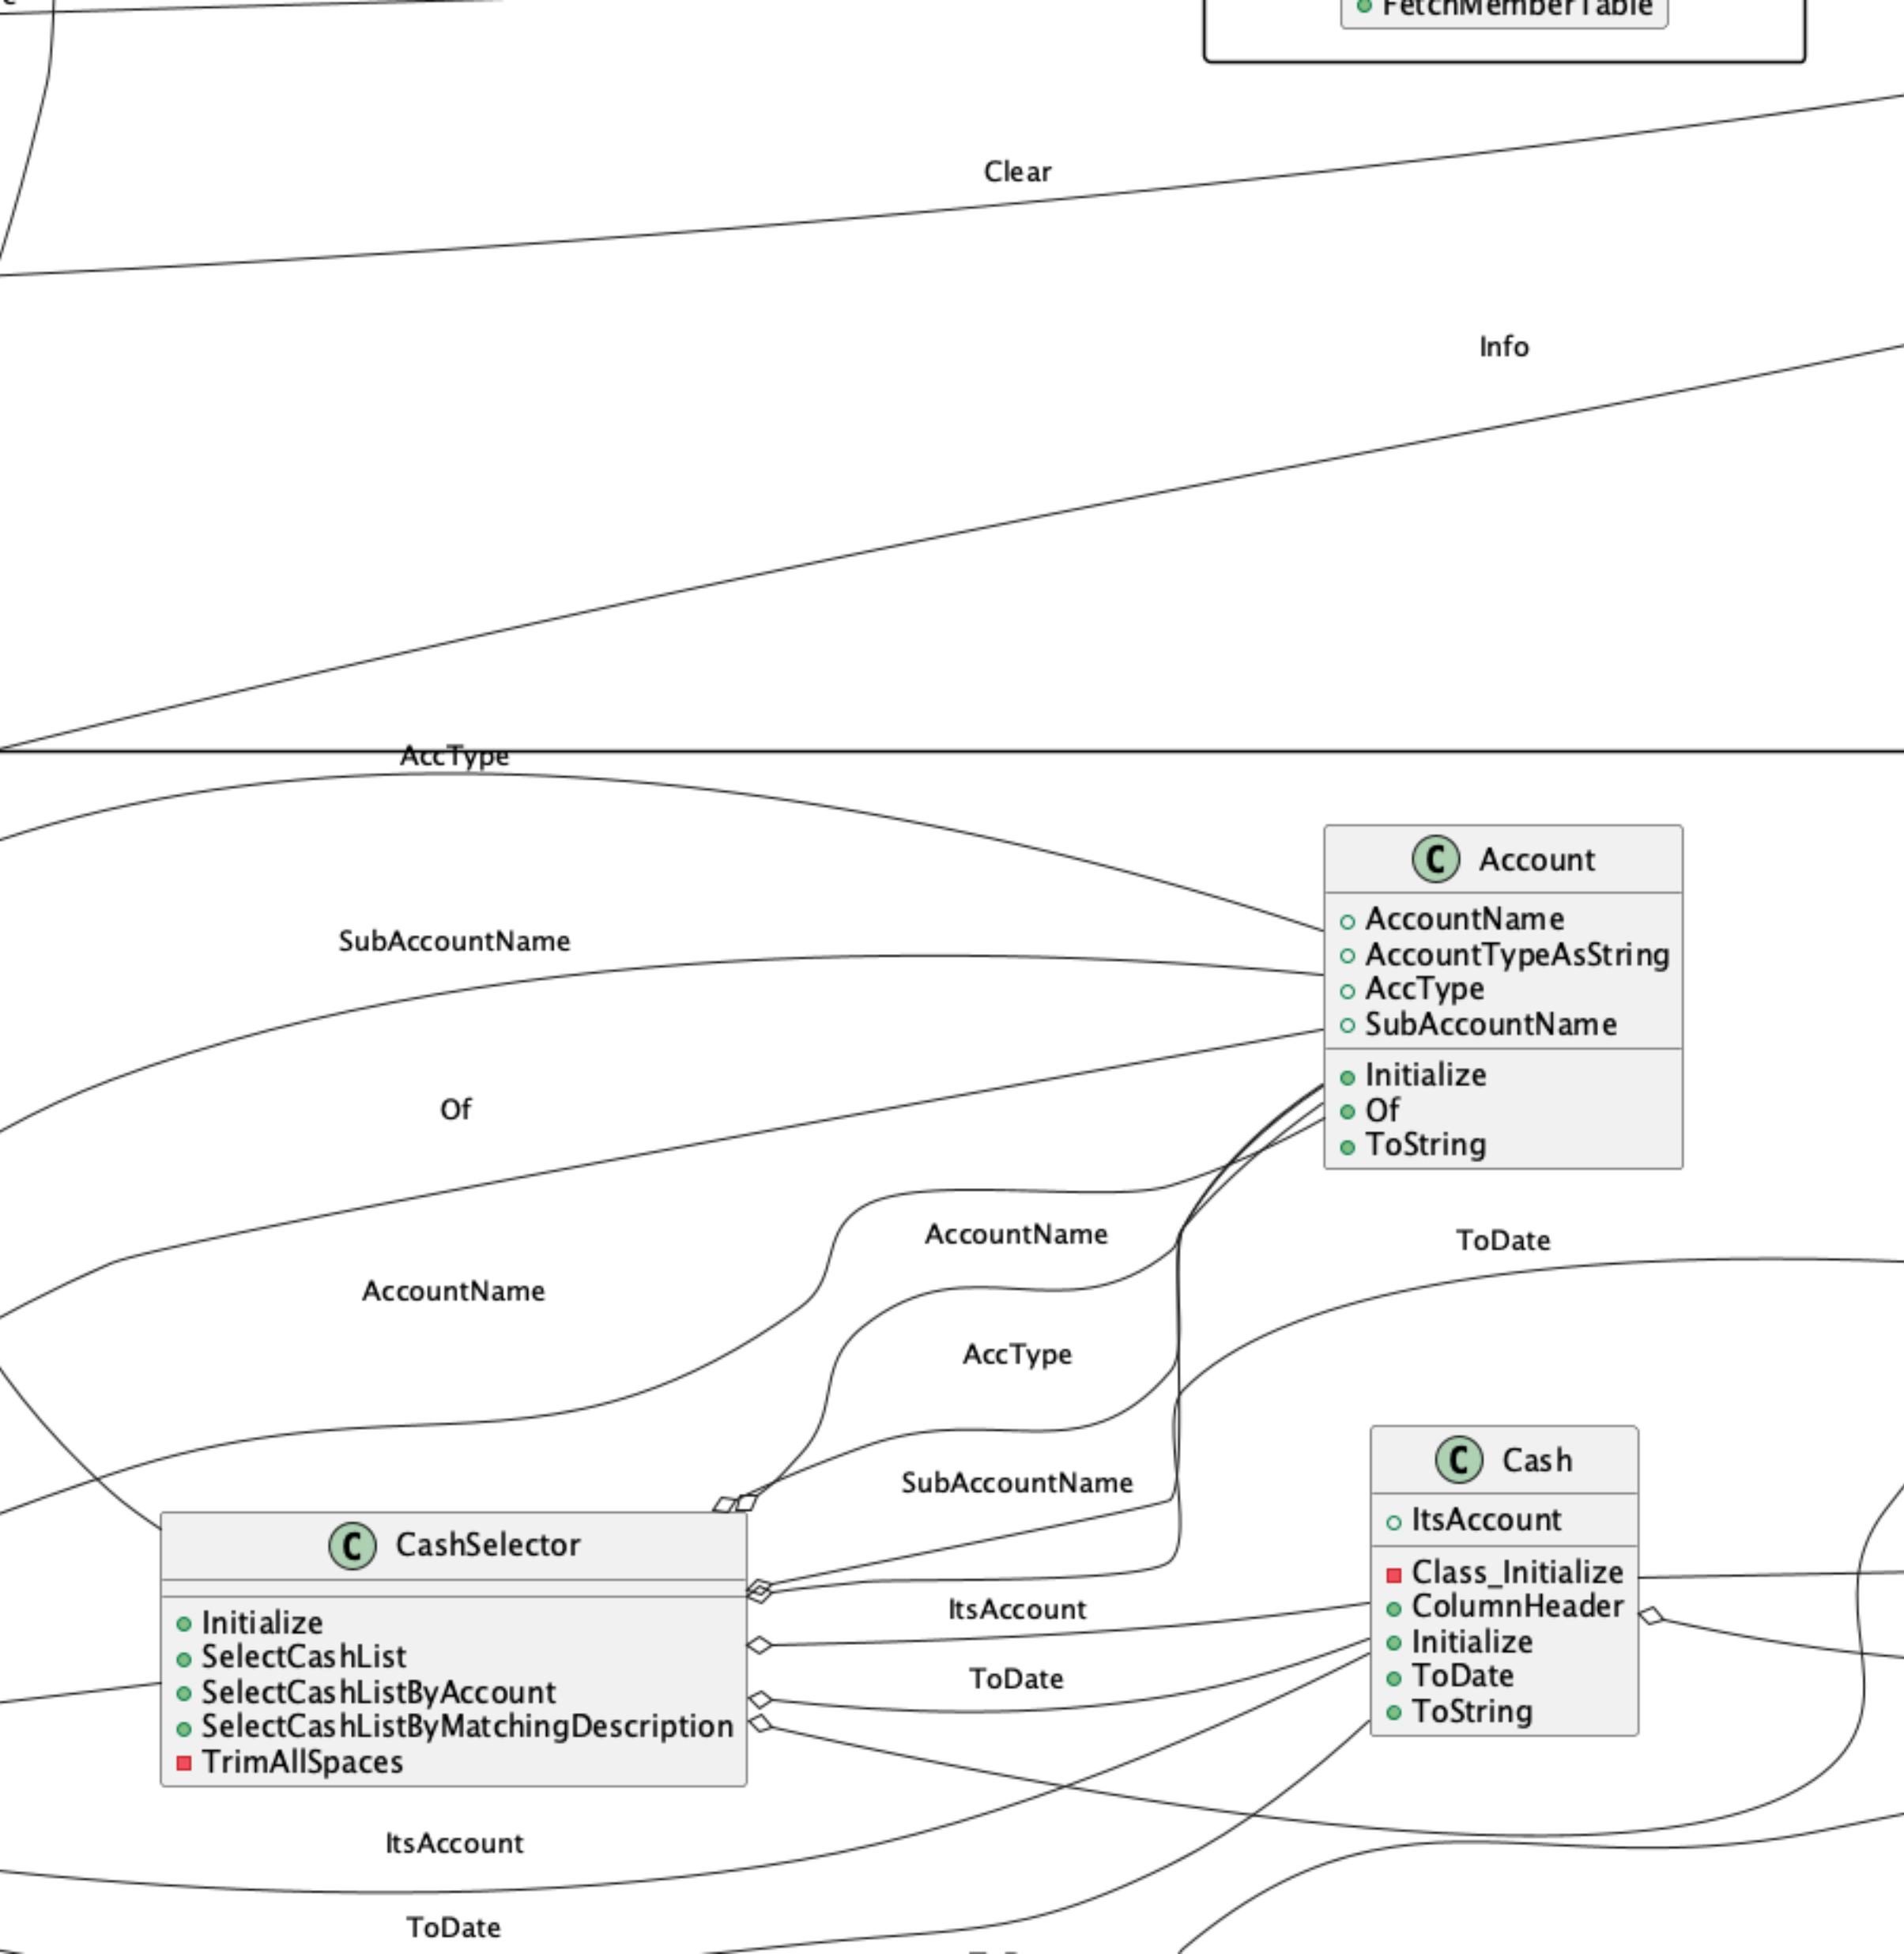 FetchMemberTable
Clear
Info
AccType
C Account
AccountName
AccountTypeAsString
AccType
SubAccountName
Initialize
Of
ToString
SubAccountName
Of
AccountName
ToDate
AccountName
AccType
C Cash
ItsAccount
Class_Initialize
ColumnHeader
Initialize
ToDate
ToString
SubAccountName
C CashSelector
Initialize
SelectCashList
SelectCashListByAccount
SelectCashListByMatchingDescription
TrimAllSpaces
ItsAccount
ToDate
ItsAccount
ToDate